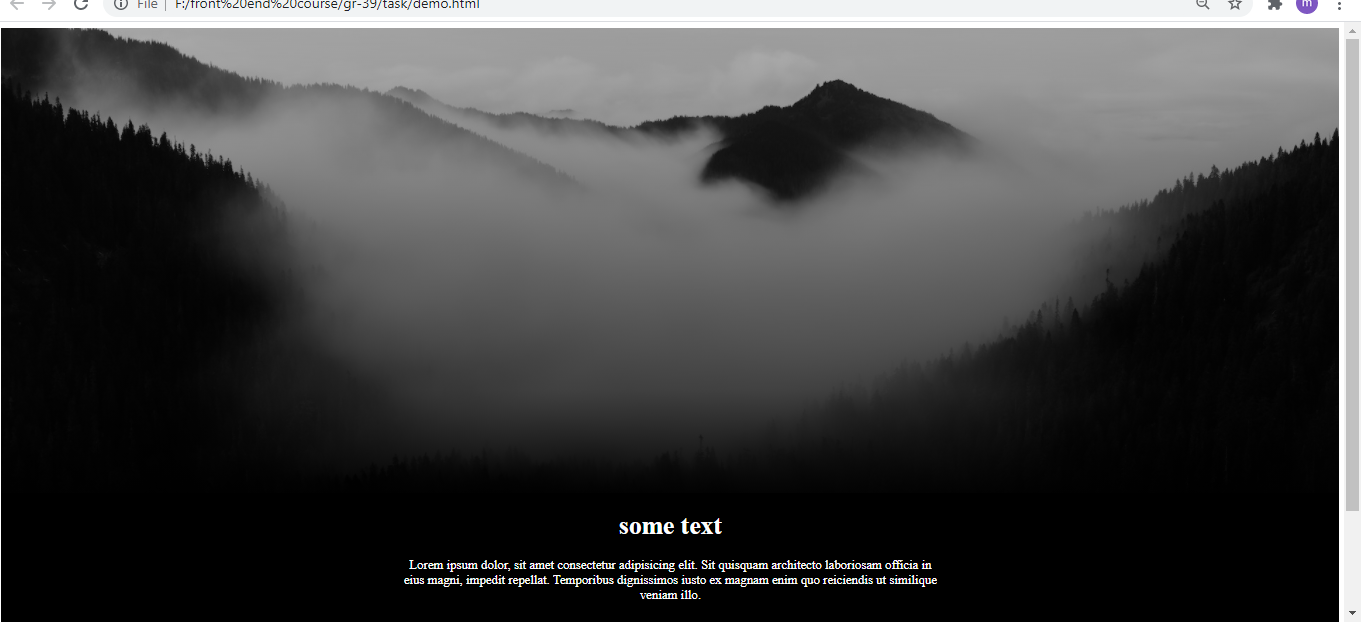 File | F:/front%20end%20course/gr-39/task/demo.html
m
some text
Lorem ipsum dolor, sit amet consectetur adipisicing elit. Sit quisquam architecto laboriosam officia in
eius magni, impedit repellat. Temporibus dignissimos iusto ex magnam enim quo reiciendis ut similique
veniam illo.